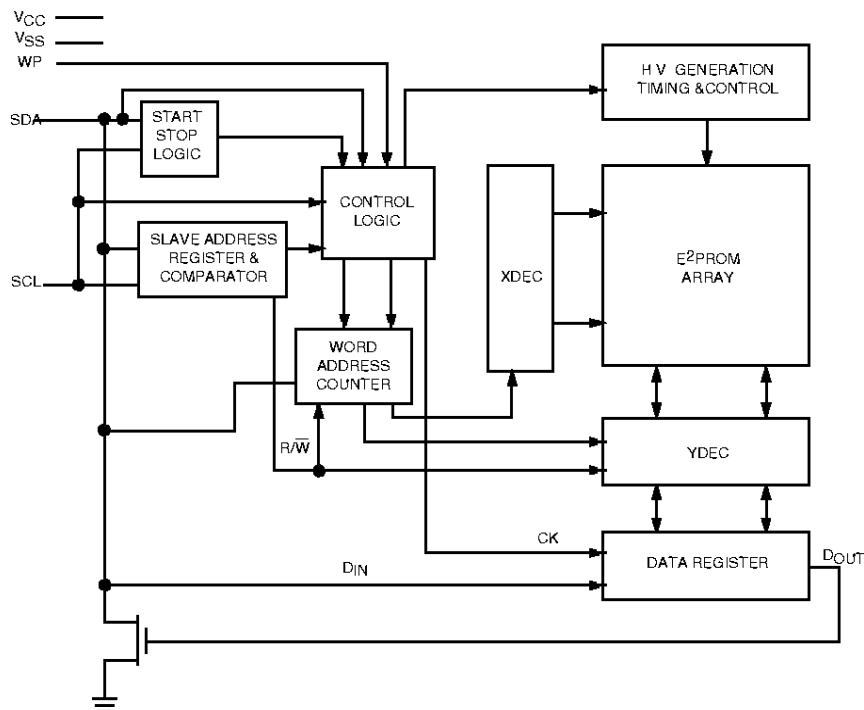 VCC
VSS
WP
SDA
SCL
START
STOP
LOGIC
SLAVE ADDRESS
REGISTER &
COMPARATOR
CONTROL
LOGIC
WORD
ADDRESS
COUNTER
R/W̅
H V GENERATION
TIMING &CONTROL
XDEC
E²PROM
ARRAY
YDEC
CK
DIN
DATA REGISTER
DOUT